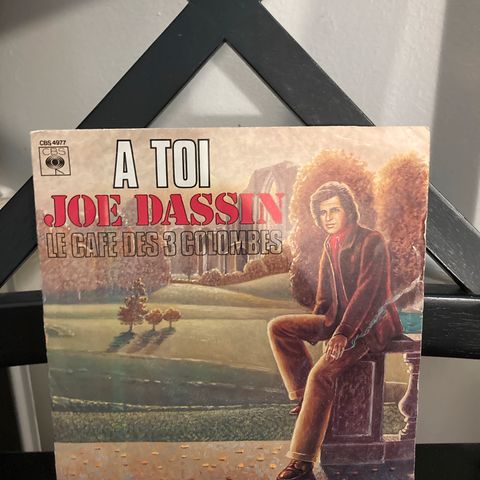 CBS 4977
CBS
A TOI
JOE DASSIN
LE CAFE DES 3 COLOMBES